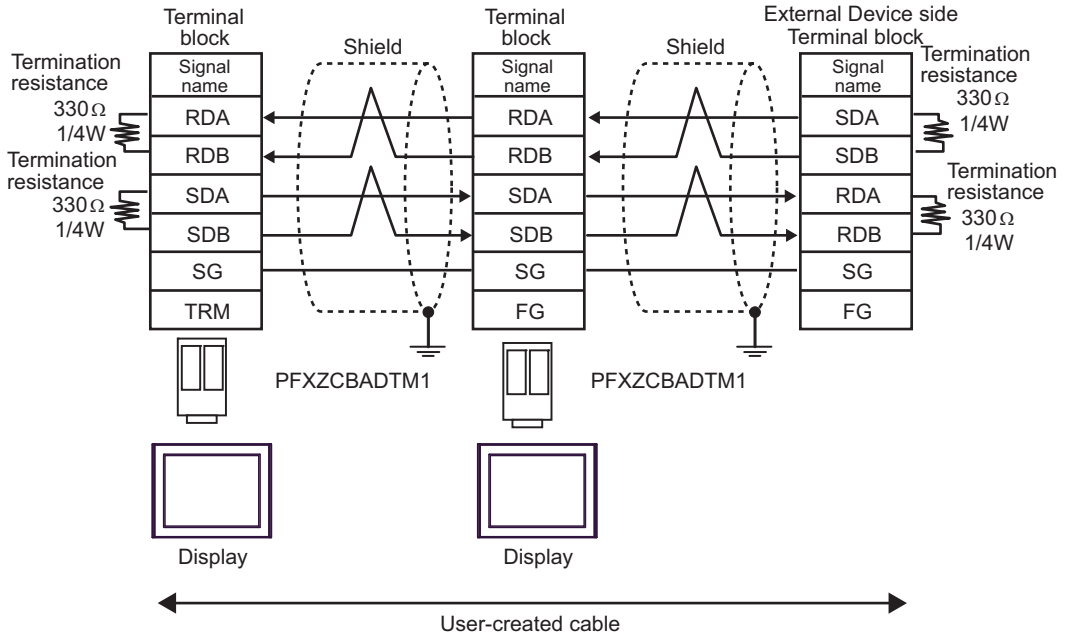 Terminal
block
Shield
Terminal
block
Shield
External Device side
Terminal block
Termination
resistance
330Ω
1/4W
Termination
resistance
330Ω
1/4W
Signal
name
RDA
RDB
SDA
SDB
SG
TRM
Signal
name
RDA
RDB
SDA
SDB
SG
FG
Signal
name
SDA
SDB
RDA
RDB
SG
FG
Termination
resistance
330Ω
1/4W
Termination
resistance
330Ω
1/4W
PFXZCBADTM1
PFXZCBADTM1
Display
Display
User-created cable